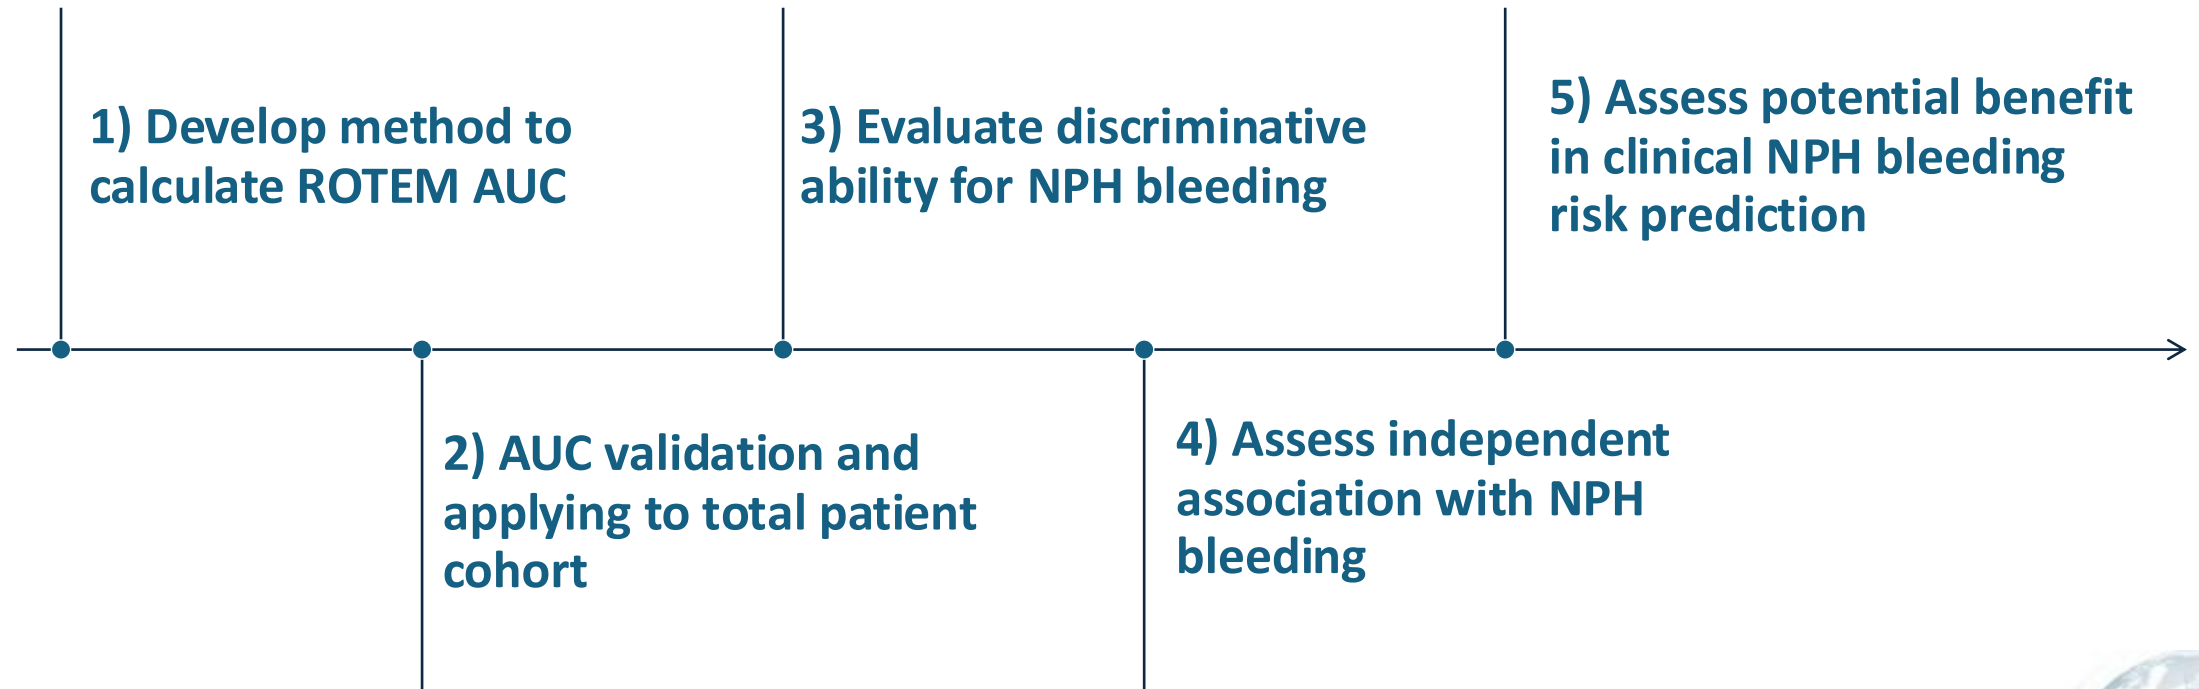 1) Develop method to
calculate ROTEM AUC
2) AUC validation and
applying to total patient
cohort
3) Evaluate discriminative
ability for NPH bleeding
4) Assess independent
association with NPH
bleeding
5) Assess potential benefit
in clinical NPH bleeding
risk prediction